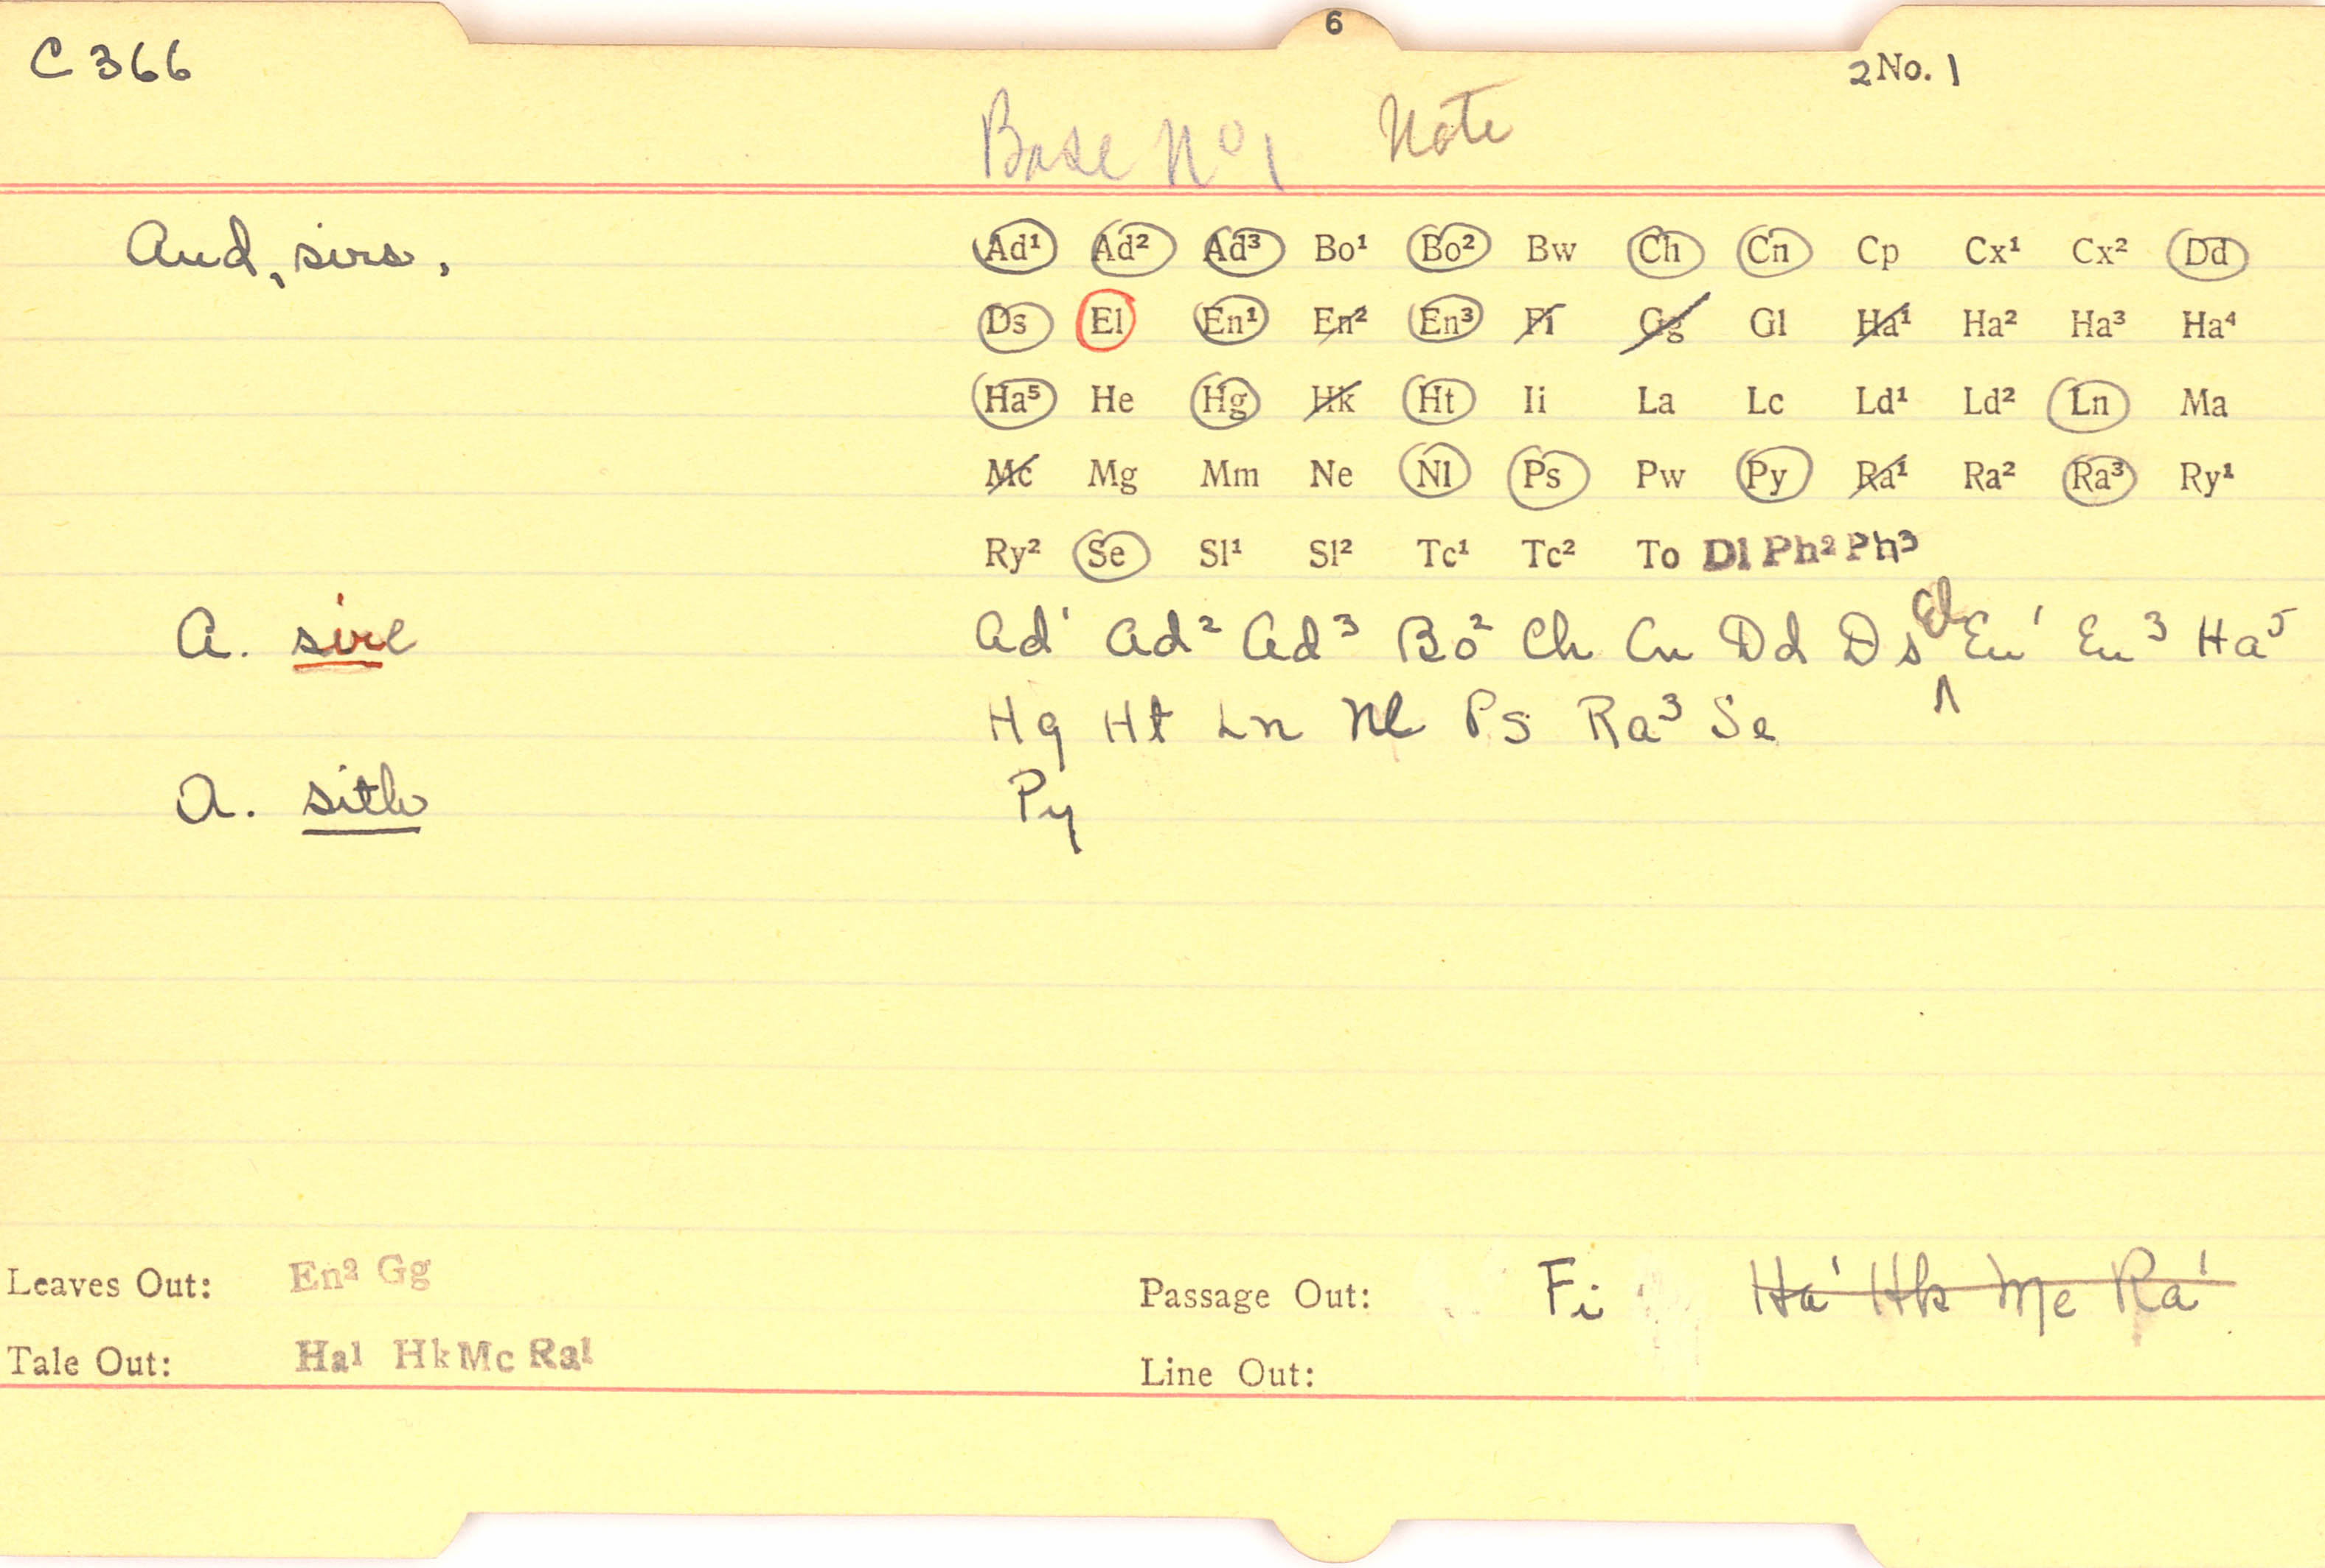 6
C 366
2 No. 1
Base No 1 Note
And, sirs,
Ad¹ Ad² Ad³ Bo¹ Bo² Bw Ch Cn Cp Cx¹ Cx² Dd
Ds El En¹ En² En³ Fi Gg Gl Ha¹ Ha² Ha³ Ha⁴
Ha⁵ He Hg Hk Ht Ii La Lc Ld¹ Ld² Ln Ma
Mc Mg Mm Ne Nl Ps Pw Py Ra¹ Ra² Ra³ Ry¹
Ry² Se Sl¹ Sl² Tc¹ Tc² To Dl Ph² Ph³
A. sire Ad¹ Ad² Ad³ Bo² Ch Cn Dd Ds El En¹ En³ Ha⁵
Hg Ht Ln Nl Ps Ra³ Se
A. sith Py
Leaves Out: En² Gg
Passage Out: Fi Ha¹ Hk Mc Ra¹
Tale Out: Ha¹ Hk Mc Ra¹
Line Out: